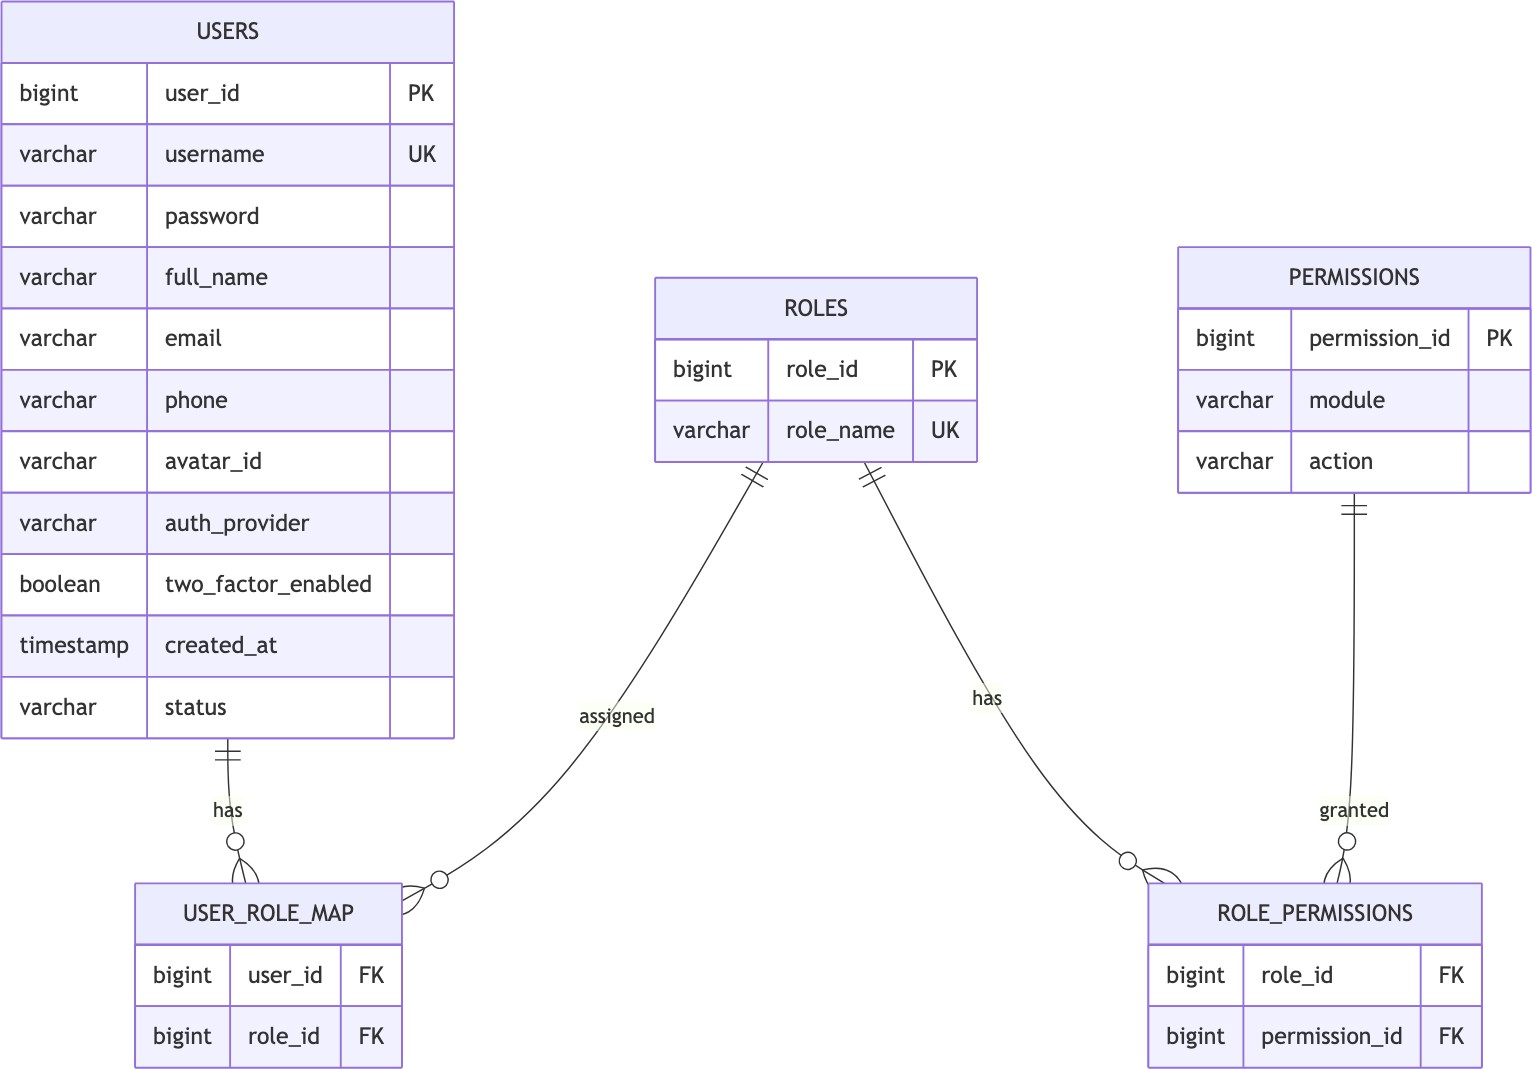 USERS
bigint user_id PK
varchar username UK
varchar password
varchar full_name
varchar email
varchar phone
varchar avatar_id
varchar auth_provider
boolean two_factor_enabled
timestamp created_at
varchar status
ROLES
bigint role_id PK
varchar role_name UK
PERMISSIONS
bigint permission_id PK
varchar module
varchar action
has
assigned
has
granted
USER_ROLE_MAP
bigint user_id FK
bigint role_id FK
ROLE_PERMISSIONS
bigint role_id FK
bigint permission_id FK